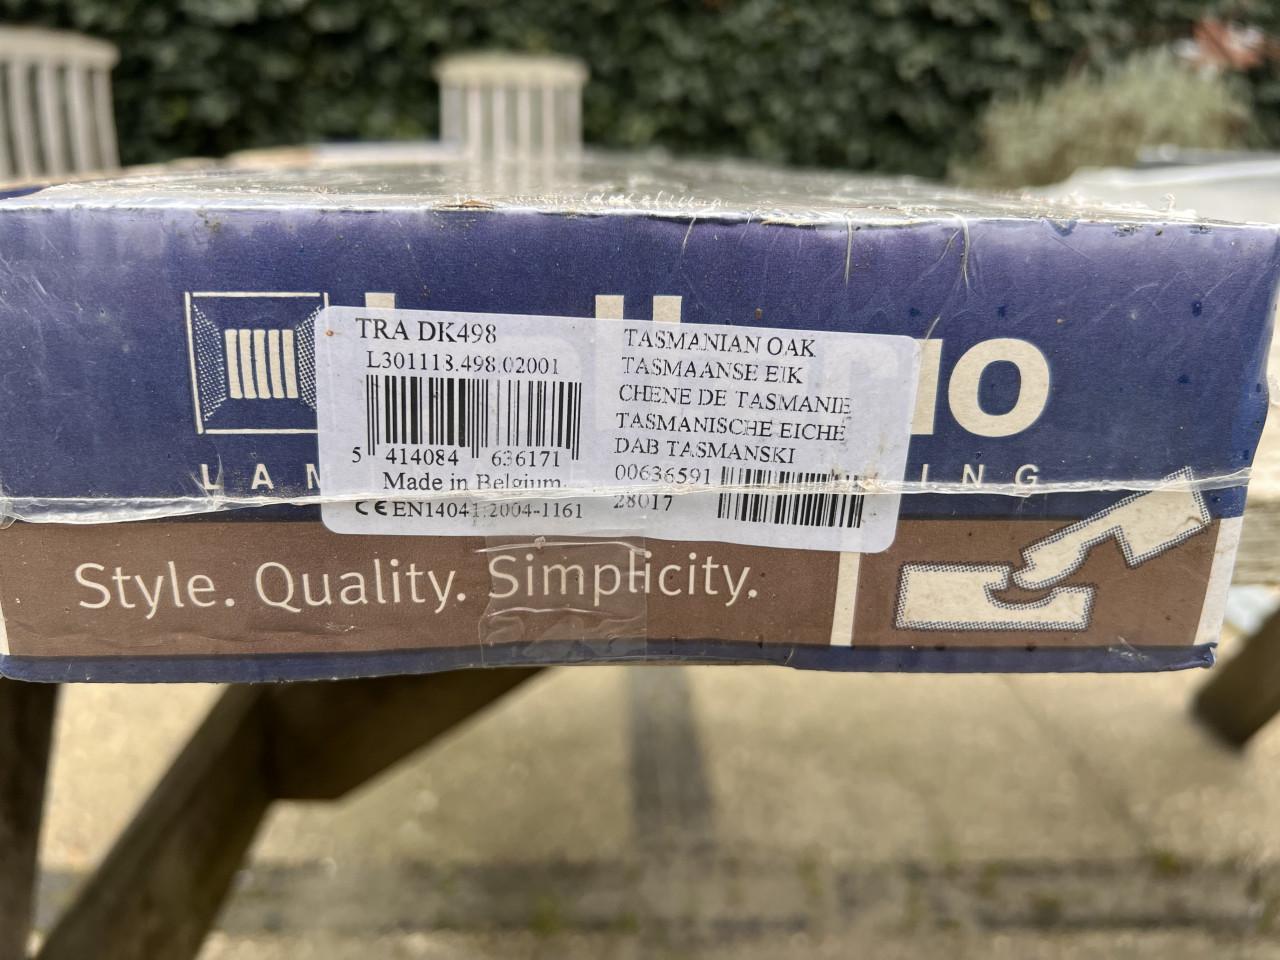 TRA DK498
L301113.498.02001
5 414084 636171
Made in Belgium.
CE EN14041:2004-1161
TASMANIAN OAK
TASMAANSE EIK
CHENE DE TASMANIE
TASMANISCHE EICHE
DAB TASMANSKI
00636591
28017
Style. Quality. Simplicity.